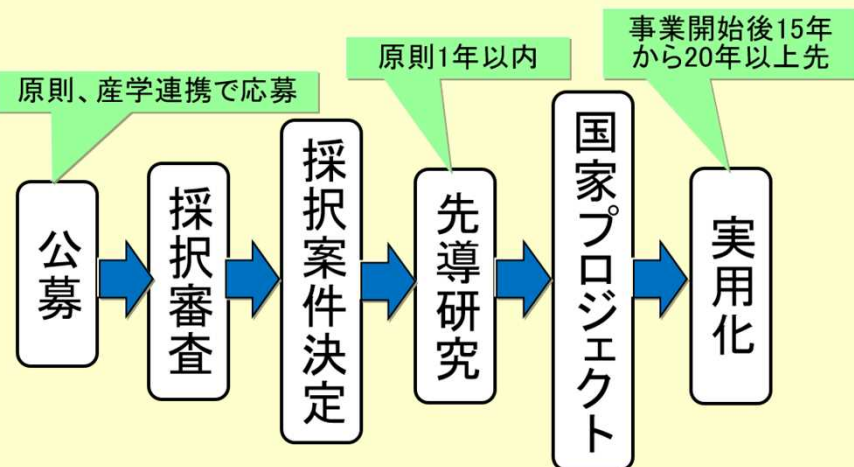 原則、産学連携で応募
原則1年以内
事業開始後15年
から20年以上先
公募
採択審査
採択案件決定
先導研究
国家プロジェクト
実用化